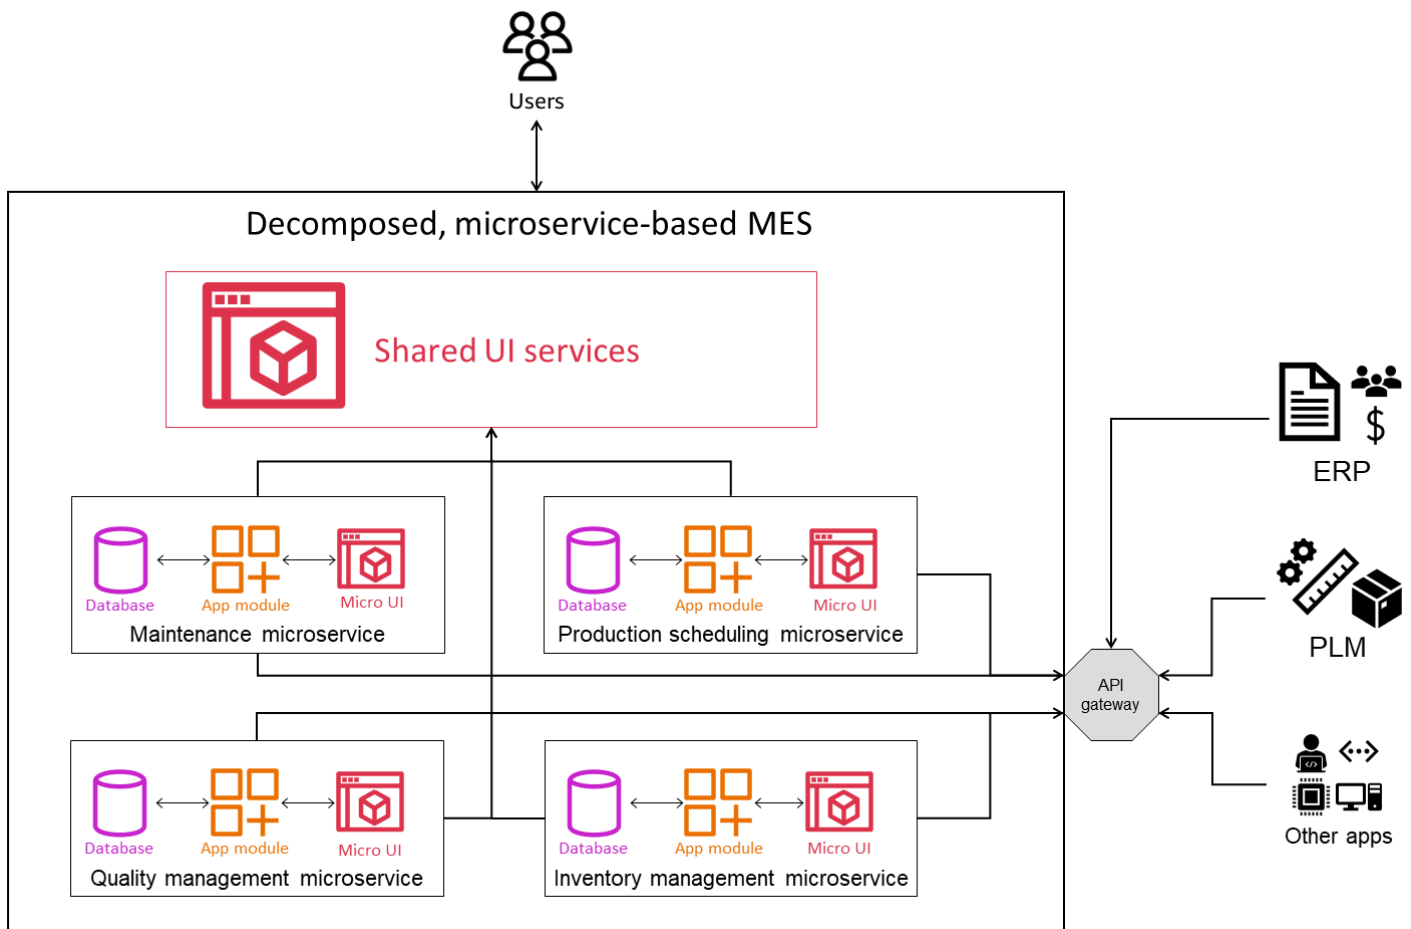 Users
Decomposed, microservice-based MES
Shared UI services
Database
App module
Micro UI
Maintenance microservice
Database
App module
Micro UI
Production scheduling microservice
Database
App module
Micro UI
Quality management microservice
Database
App module
Micro UI
Inventory management microservice
API
gateway
$
ERP
PLM
Other apps